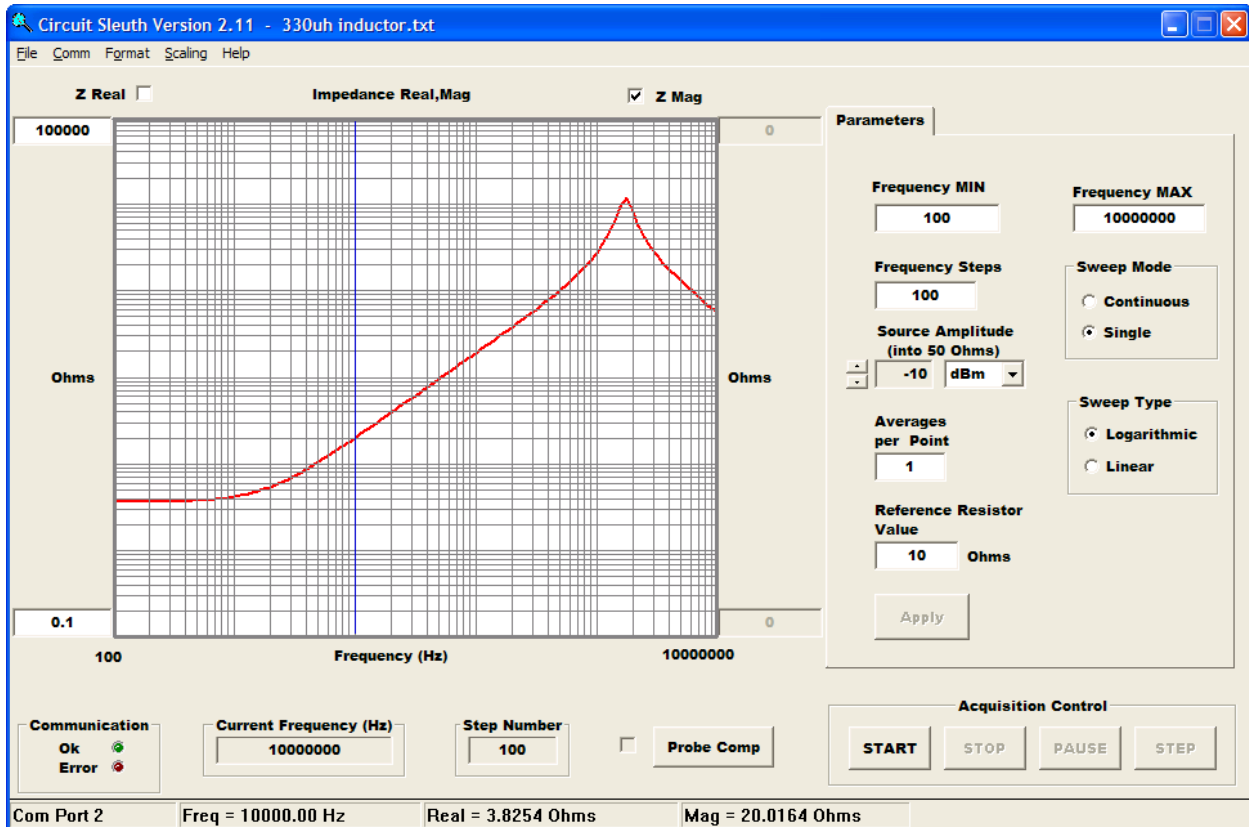 Circuit Sleuth Version 2.11 - 330uh inductor.txt
File Comm Format Scaling Help
Z Real Impedance Real,Mag Z Mag
100000 0
Parameters
Frequency MIN Frequency MAX
100 10000000
Frequency Steps Sweep Mode
100 Continuous
Source Amplitude Single
(into 50 Ohms)
Ohms Ohms -10 dBm
Sweep Type
Averages Logarithmic
per Point
1 Linear
Reference Resistor
Value
10 Ohms
0.1 0 Apply
100 Frequency (Hz) 10000000
Communication Current Frequency (Hz) Step Number Acquisition Control
Ok 10000000 100 Probe Comp START STOP PAUSE STEP
Error
Com Port 2 Freq = 10000.00 Hz Real = 3.8254 Ohms Mag = 20.0164 Ohms